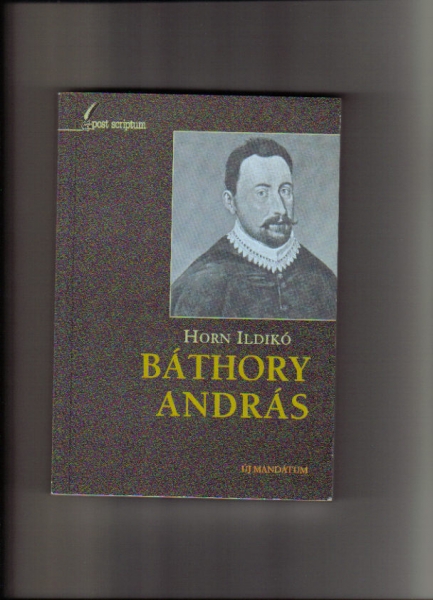 post scriptum
HORN ILDIKÓ
BÁTHORY
ANDRÁS
ÚJ MANDÁTUM